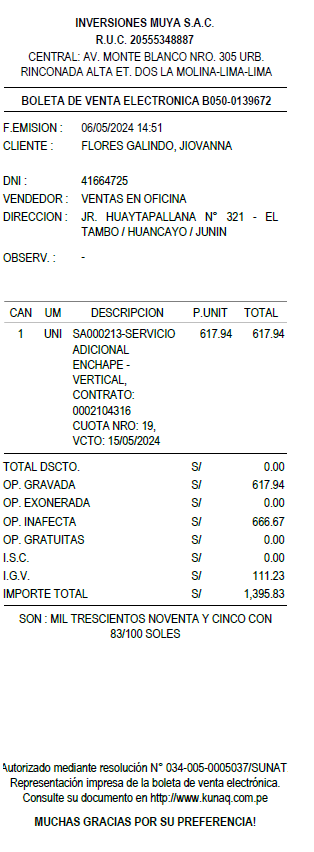 INVERSIONES MUYA S.A.C.
R.U.C. 20555348887
CENTRAL: AV. MONTE BLANCO NRO. 305 URB.
RINCONADA ALTA ET. DOS LA MOLINA-LIMA-LIMA
BOLETA DE VENTA ELECTRONICA B050-0139672
F.EMISION : 06/05/2024 14:51
CLIENTE : FLORES GALINDO, JIOVANNA
DNI : 41664725
VENDEDOR : VENTAS EN OFICINA
DIRECCION : JR. HUAYTAPALLANA N° 321 - EL
TAMBO / HUANCAYO / JUNIN
OBSERV. : -
CAN UM DESCRIPCION P.UNIT TOTAL
1 UNI SA000213-SERVICIO 617.94 617.94
ADICIONAL
ENCHAPE -
VERTICAL,
CONTRATO:
0002104316
CUOTA NRO: 19,
VCTO: 15/05/2024
TOTAL DSCTO. S/ 0.00
OP. GRAVADA S/ 617.94
OP. EXONERADA S/ 0.00
OP. INAFECTA S/ 666.67
OP. GRATUITAS S/ 0.00
I.S.C. S/ 0.00
I.G.V. S/ 111.23
IMPORTE TOTAL S/ 1,395.83
SON : MIL TRESCIENTOS NOVENTA Y CINCO CON
83/100 SOLES
Autorizado mediante resolución N° 034-005-0005037/SUNAT
Representación impresa de la boleta de venta electrónica.
Consulte su documento en http://www.kunaq.com.pe
MUCHAS GRACIAS POR SU PREFERENCIA!